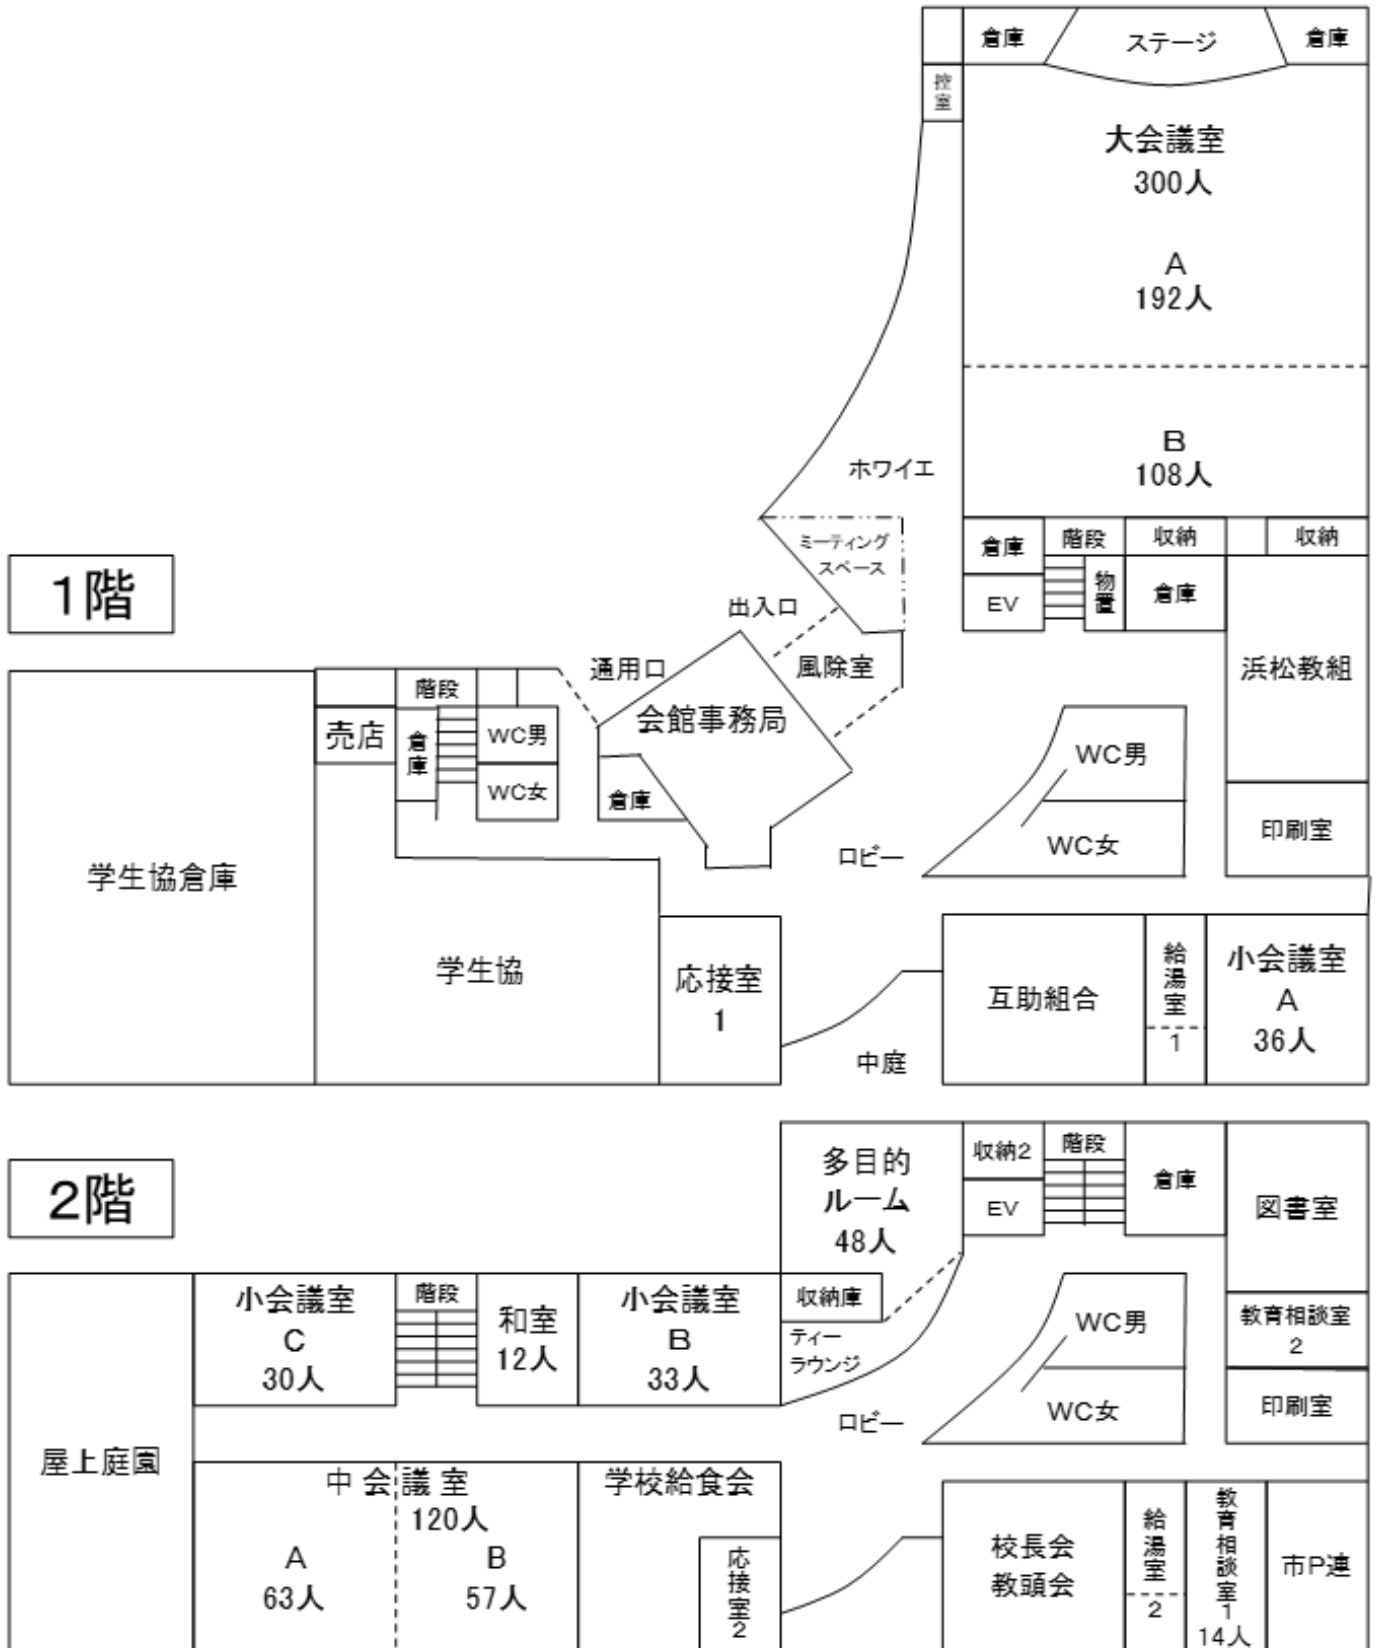 倉庫
ステージ
倉庫
控室
大会議室
300人
A
192人
B
108人
ホワイエ
ミーティング
スペース
倉庫
階段
収納
収納
EV
物置
倉庫
1階
出入口
通用口
風除室
浜松教組
会館事務局
階段
売店
倉庫
WC男
WC女
倉庫
WC男
WC女
印刷室
ロビー
学生協倉庫
学生協
応接室
1
互助組合
給湯室
1
小会議室
A
36人
中庭
2階
多目的
ルーム
48人
収納2
階段
倉庫
EV
図書室
小会議室
C
30人
階段
和室
12人
小会議室
B
33人
収納庫
ティー
ラウンジ
WC男
WC女
教育相談室
2
印刷室
ロビー
屋上庭園
中会議室
120人
A
63人
B
57人
学校給食会
応接室2
校長会
教頭会
給湯室
2
教育相談室1
14人
市P連